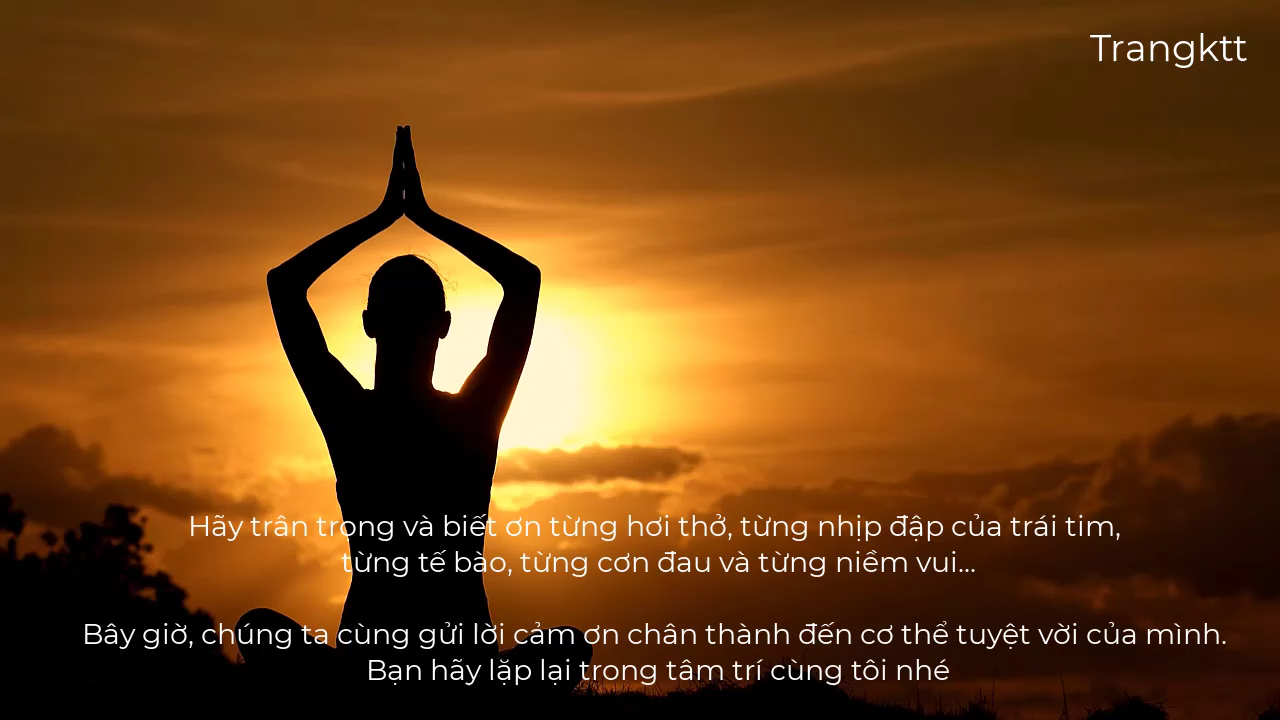 Trangktt
Hãy trân trọng và biết ơn từng hơi thở, từng nhịp đập của trái tim,
từng tế bào, từng cơn đau và từng niềm vui...
Bây giờ, chúng ta cùng gửi lời cảm ơn chân thành đến cơ thể tuyệt vời của mình.
Bạn hãy lặp lại trong tâm trí cùng tôi nhé